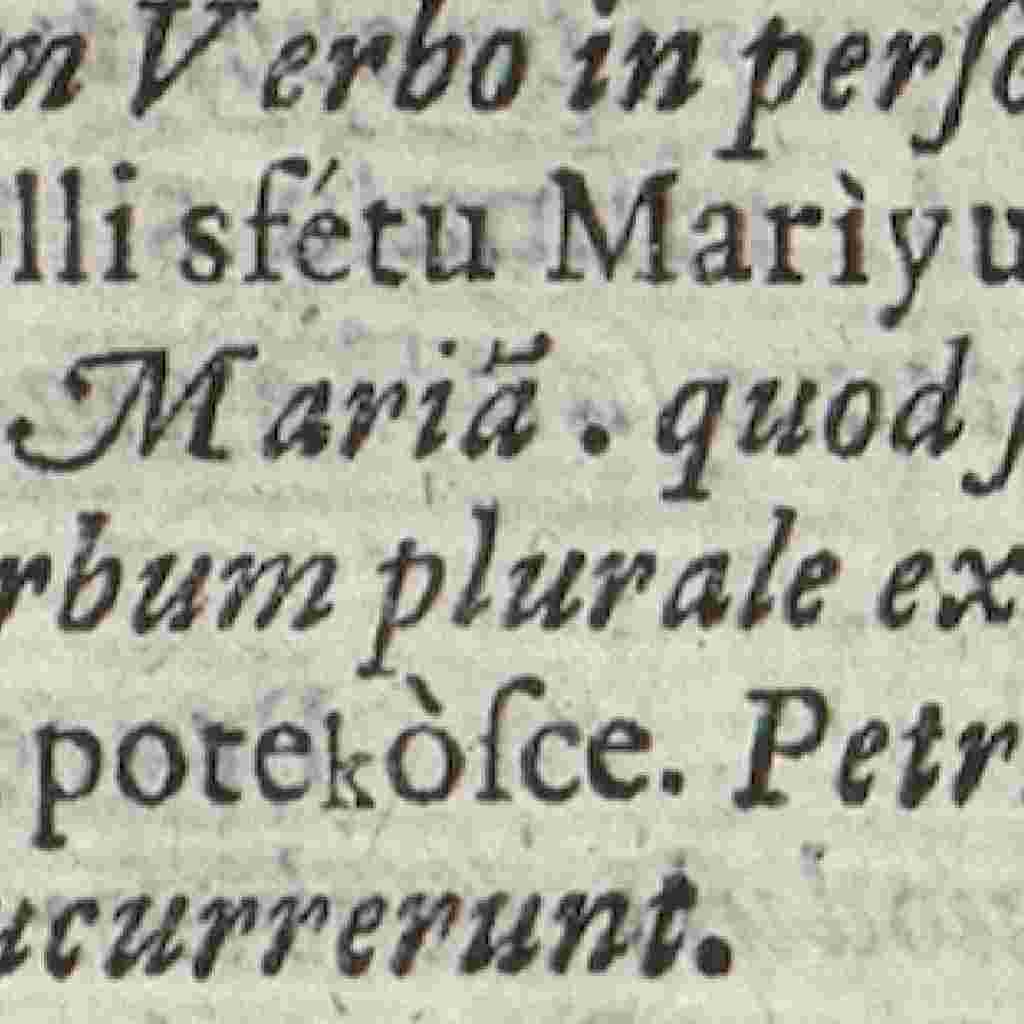 n Verbo in perſo
lli sfétu Marìyu
Mariã. quod ſ
rbum plurale ex
potekòſce. Petr
ucurrerunt.